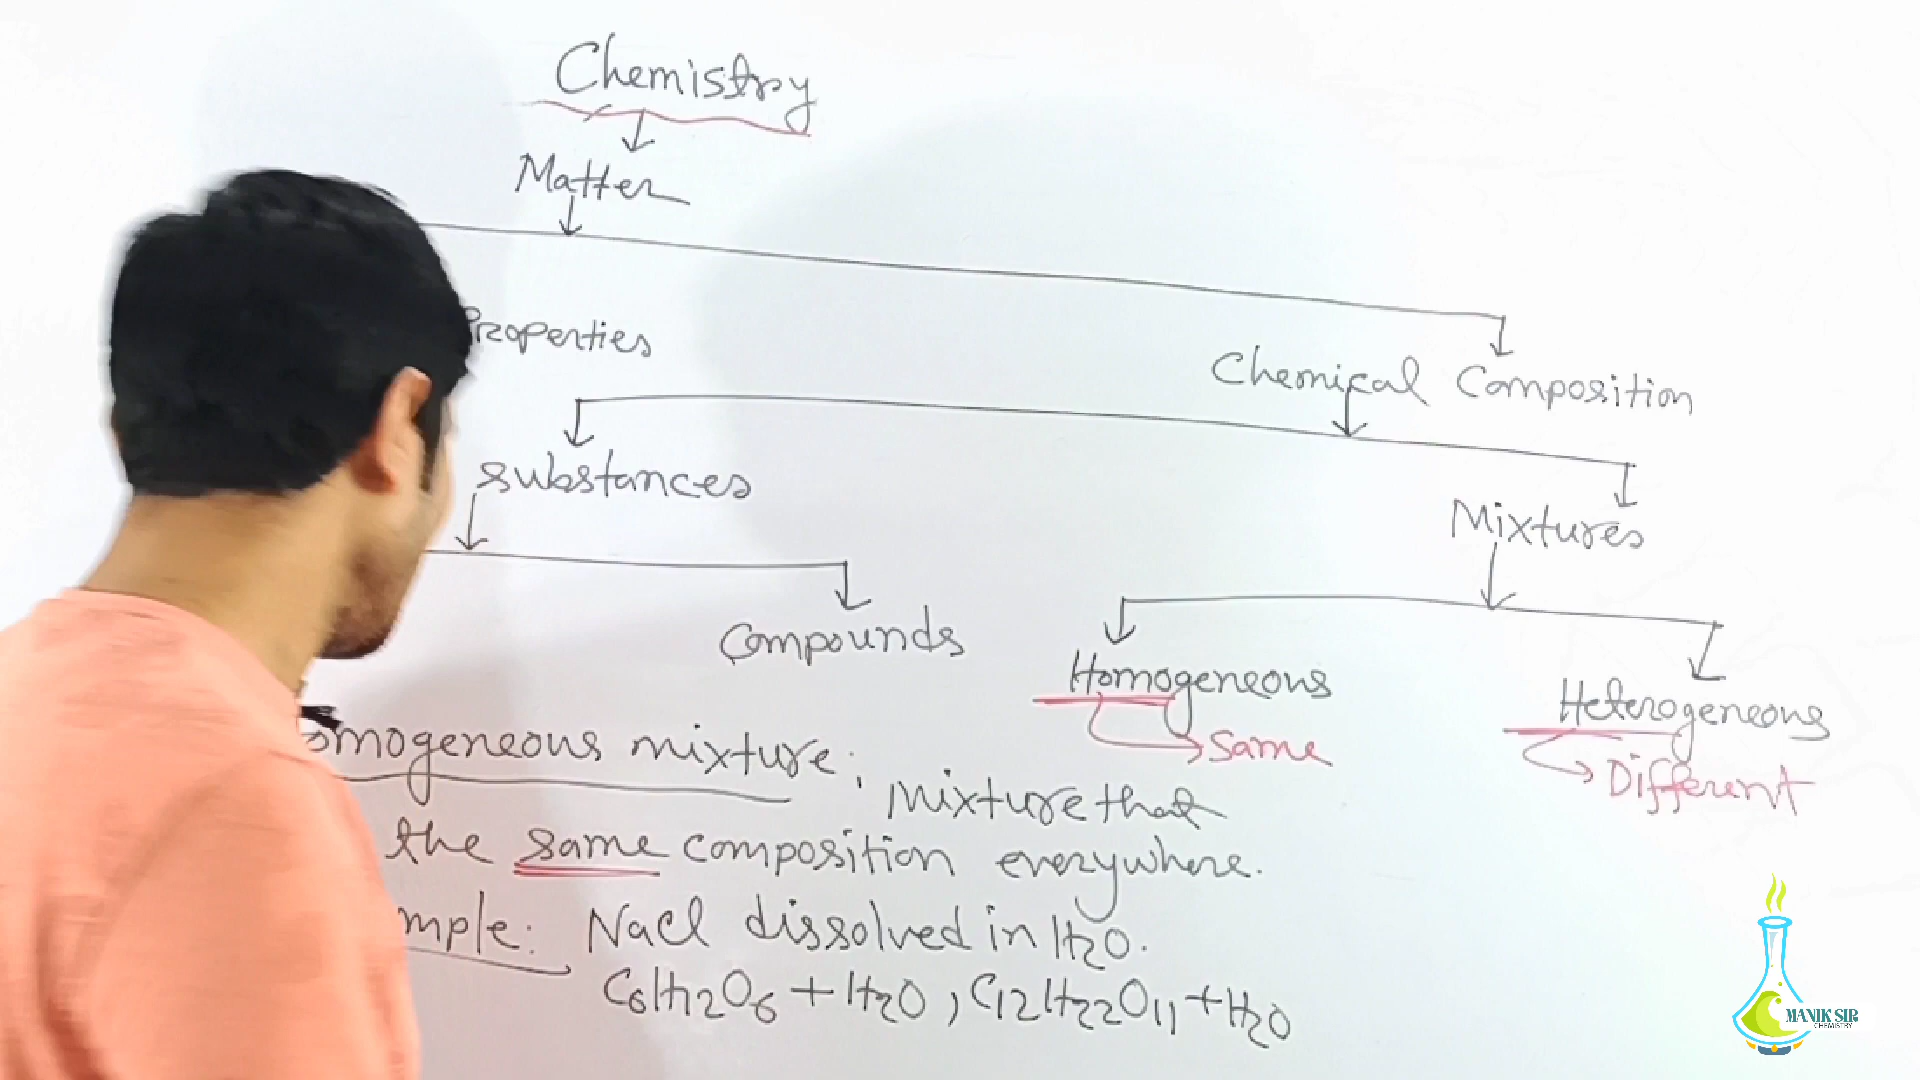 Chemistry
Matter
Properties
Chemical Composition
substances
Mixtures
Compounds
Homogeneous
Heterogeneous
Same
Different
omogeneous mixture; mixture that
the same composition everywhere.
mple: NaCl dissolved in H2O.
C6H12O6 + H2O, C12H22O11 + H2O
MANIK SIR
CHEMISTRY